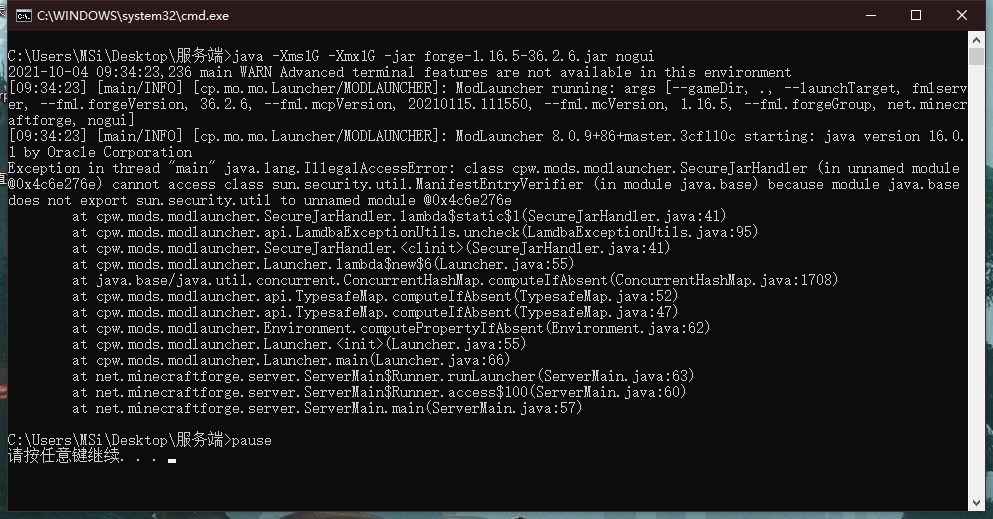 C:\WINDOWS\system32\cmd.exe
C:\Users\MSi\Desktop\服务端>java -Xms1G -Xmx1G -jar forge-1.16.5-36.2.6.jar nogui
2021-10-04 09:34:23,236 main WARN Advanced terminal features are not available in this environment
[09:34:23] [main/INFO] [cp.mo.mo.Launcher/MODLAUNCHER]: ModLauncher running: args [--gameDir, ., --launchTarget, fmlserv
er, --fml.forgeVersion, 36.2.6, --fml.mcpVersion, 20210115.111550, --fml.mcVersion, 1.16.5, --fml.forgeGroup, net.minecr
aftforge, nogui]
[09:34:23] [main/INFO] [cp.mo.mo.Launcher/MODLAUNCHER]: ModLauncher 8.0.9+86+master.3cf110c starting: java version 16.0.
1 by Oracle Corporation
Exception in thread "main" java.lang.IllegalAccessError: class cpw.mods.modlauncher.SecureJarHandler (in unnamed module
@0x4c6e276e) cannot access class sun.security.util.ManifestEntryVerifier (in module java.base) because module java.base
does not export sun.security.util to unnamed module @0x4c6e276e
at cpw.mods.modlauncher.SecureJarHandler.lambda$static$1(SecureJarHandler.java:41)
at cpw.mods.modlauncher.api.LamdbaExceptionUtils.uncheck(LamdbaExceptionUtils.java:95)
at cpw.mods.modlauncher.SecureJarHandler.<clinit>(SecureJarHandler.java:41)
at cpw.mods.modlauncher.Launcher.lambda$new$6(Launcher.java:55)
at java.base/java.util.concurrent.ConcurrentHashMap.computeIfAbsent(ConcurrentHashMap.java:1708)
at cpw.mods.modlauncher.api.TypesafeMap.computeIfAbsent(TypesafeMap.java:52)
at cpw.mods.modlauncher.api.TypesafeMap.computeIfAbsent(TypesafeMap.java:47)
at cpw.mods.modlauncher.Environment.computePropertyIfAbsent(Environment.java:62)
at cpw.mods.modlauncher.Launcher.<init>(Launcher.java:55)
at cpw.mods.modlauncher.Launcher.main(Launcher.java:66)
at net.minecraftforge.server.ServerMain$Runner.runLauncher(ServerMain.java:63)
at net.minecraftforge.server.ServerMain$Runner.access$100(ServerMain.java:60)
at net.minecraftforge.server.ServerMain.main(ServerMain.java:57)
C:\Users\MSi\Desktop\服务端>pause
请按任意键继续. . .